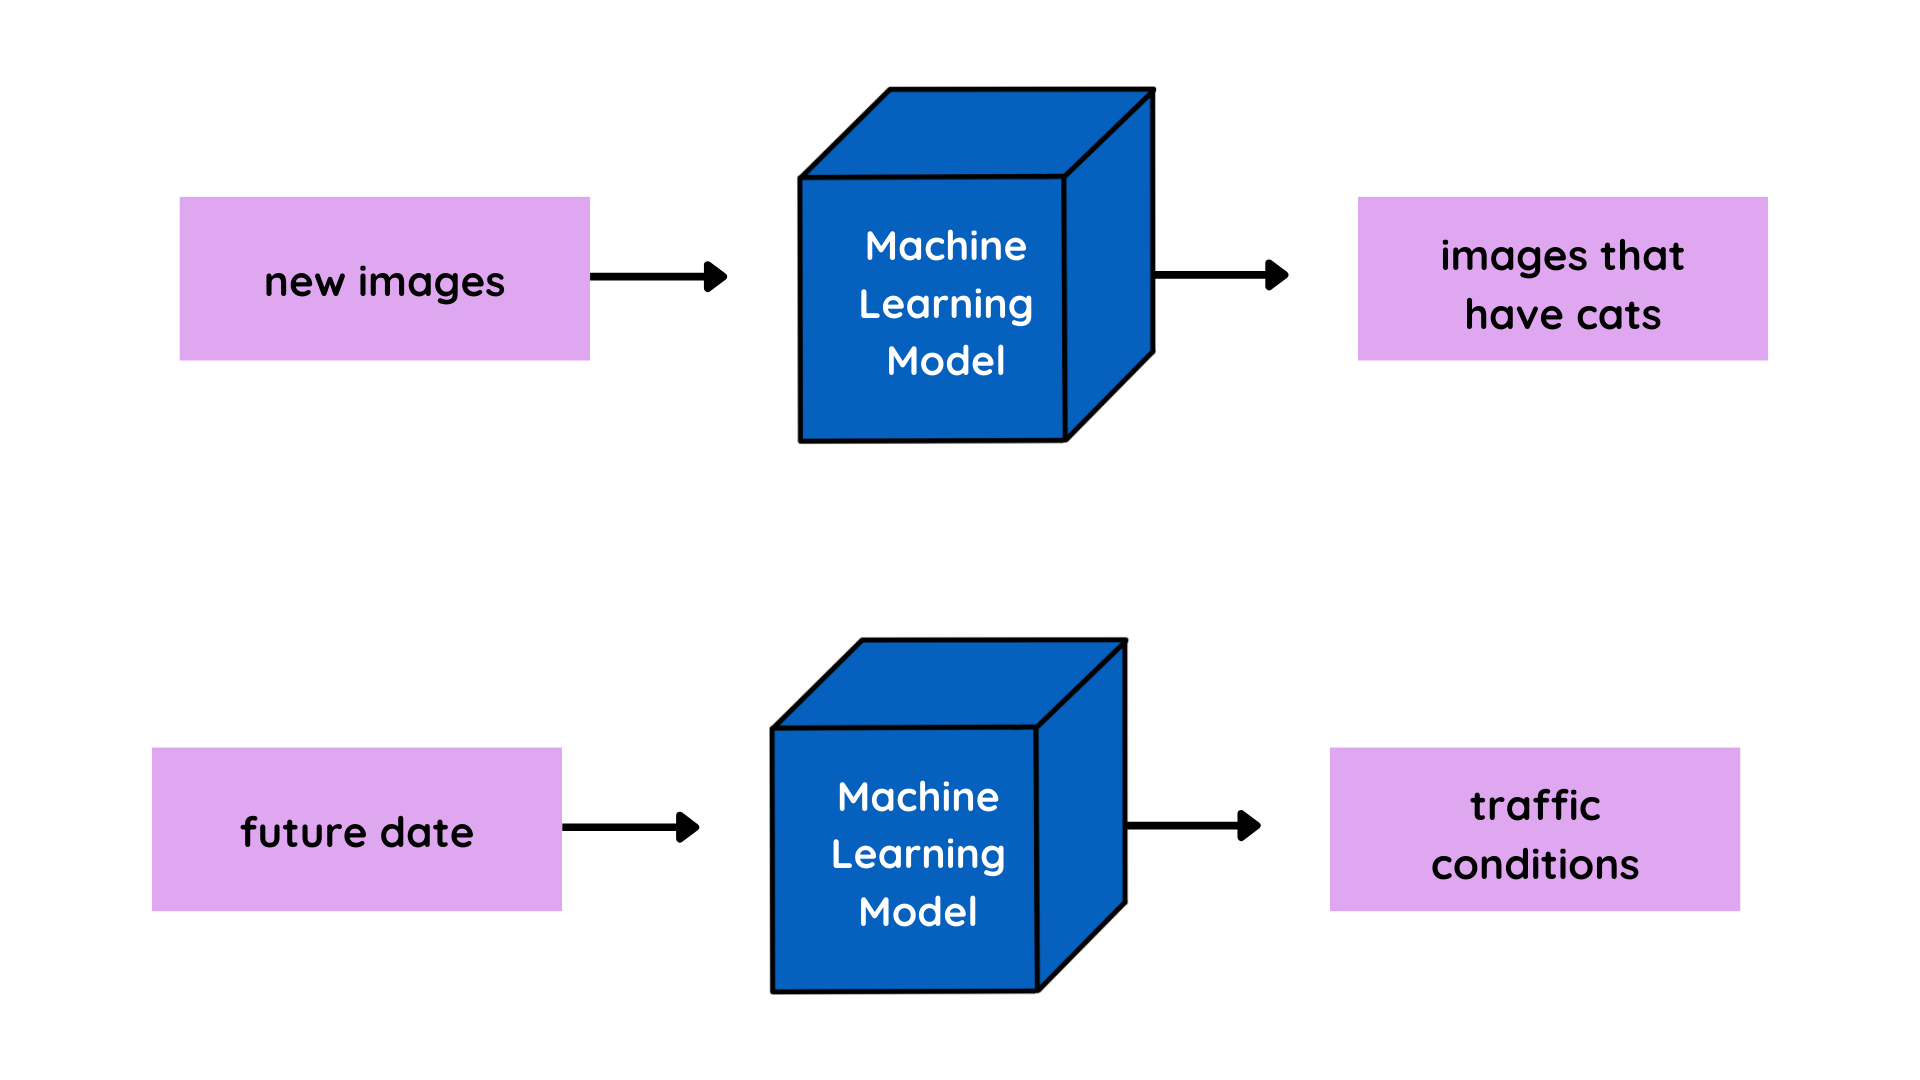 new images
Machine
Learning
Model
images that
have cats
future date
Machine
Learning
Model
traffic
conditions